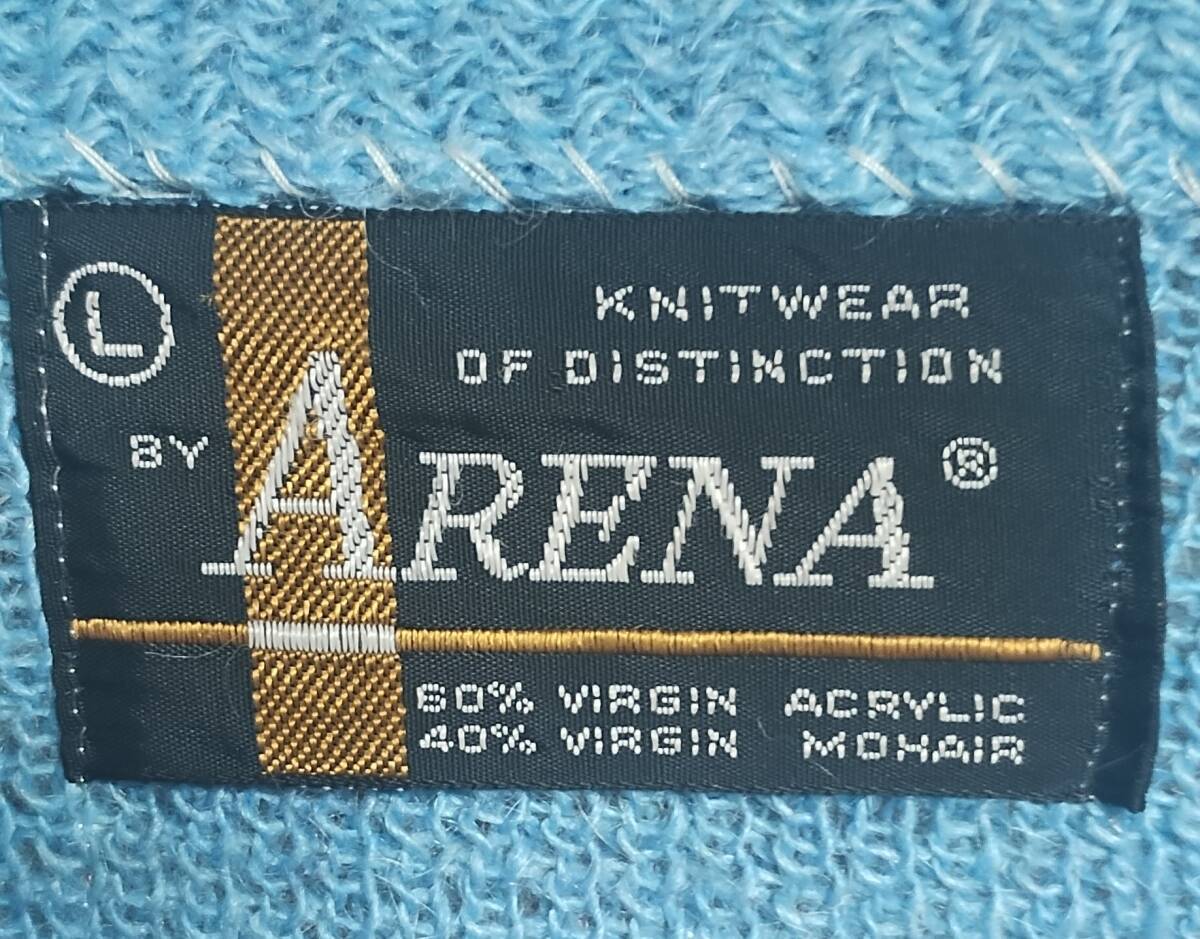 L
KNITWEAR
OF DISTINCTION
BY ARENA ®
60% VIRGIN ACRYLIC
40% VIRGIN MOHAIR